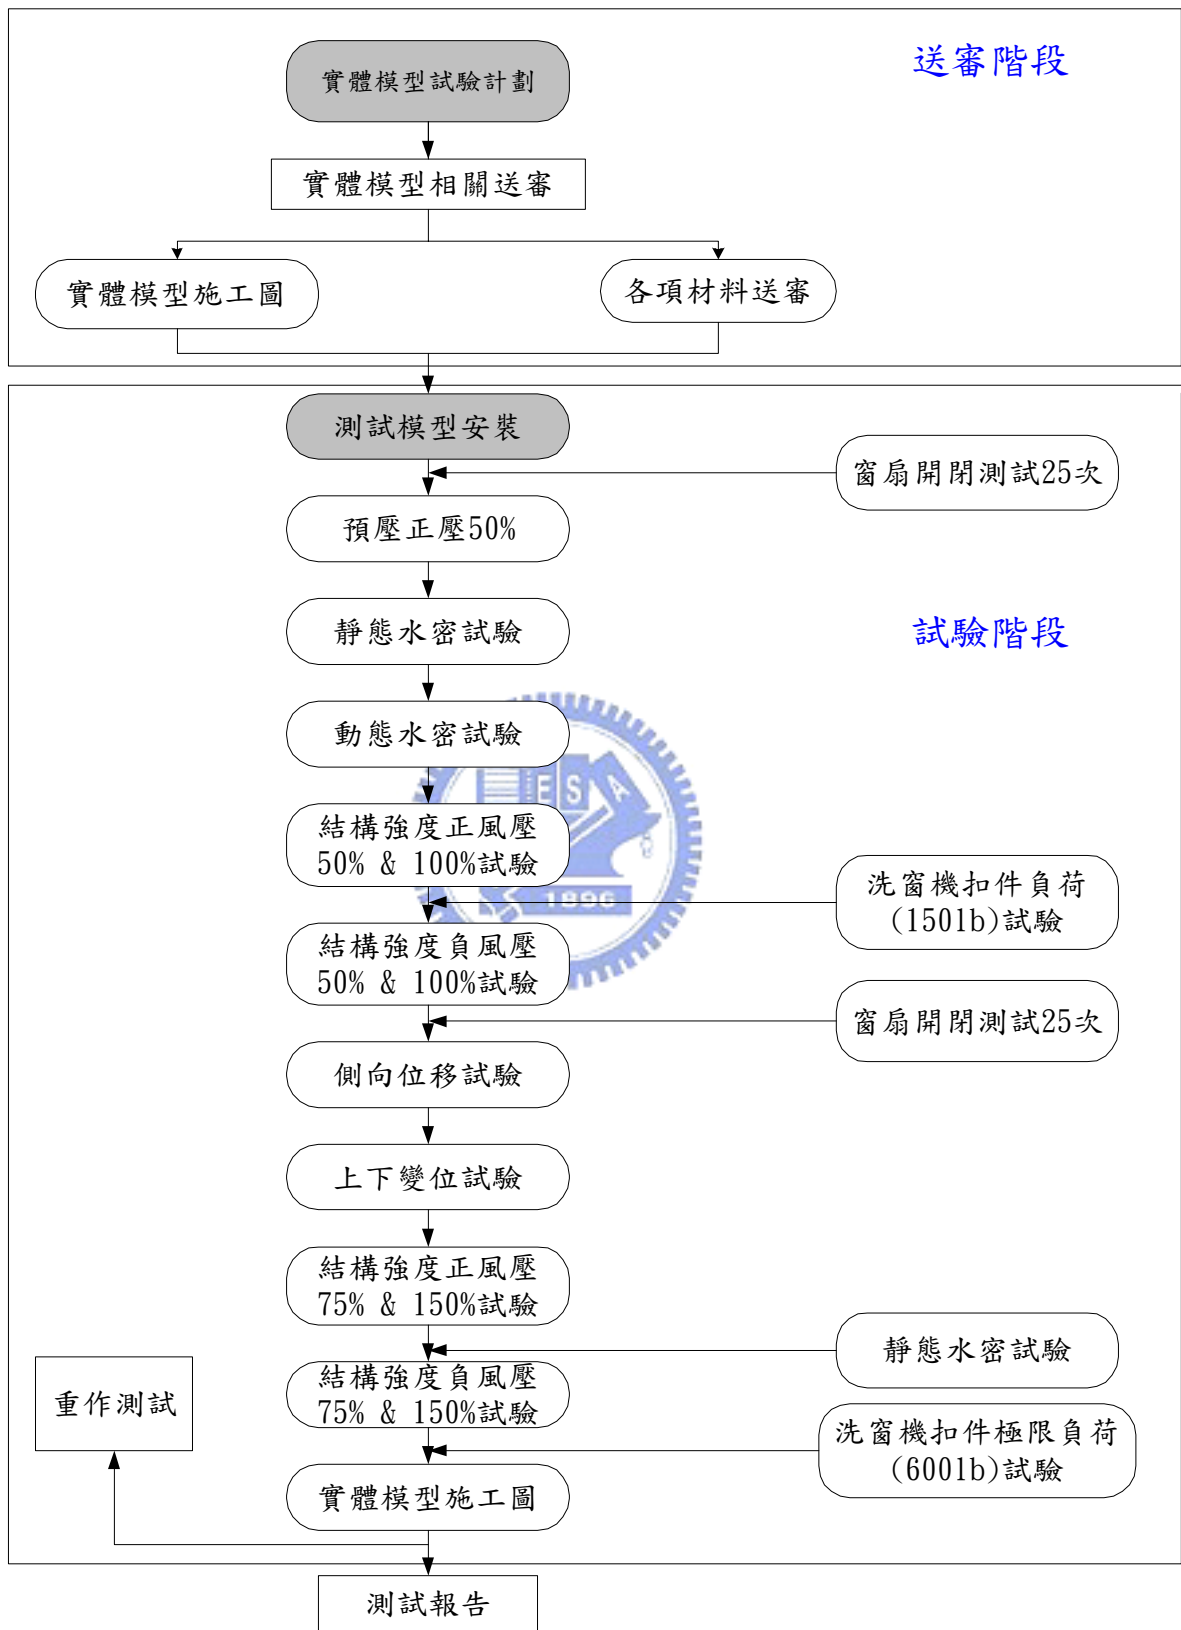 送審階段
實體模型試驗計劃
實體模型相關送審
實體模型施工圖
各項材料送審
測試模型安裝
窗扇開閉測試25次
預壓正壓50%
靜態水密試驗
試驗階段
動態水密試驗
ESA
結構強度正風壓
50% & 100%試驗
洗窗機扣件負荷
(150lb)試驗
1896
結構強度負風壓
50% & 100%試驗
窗扇開閉測試25次
側向位移試驗
上下變位試驗
結構強度正風壓
75% & 150%試驗
靜態水密試驗
結構強度負風壓
75% & 150%試驗
重作測試
洗窗機扣件極限負荷
(600lb)試驗
實體模型施工圖
測試報告